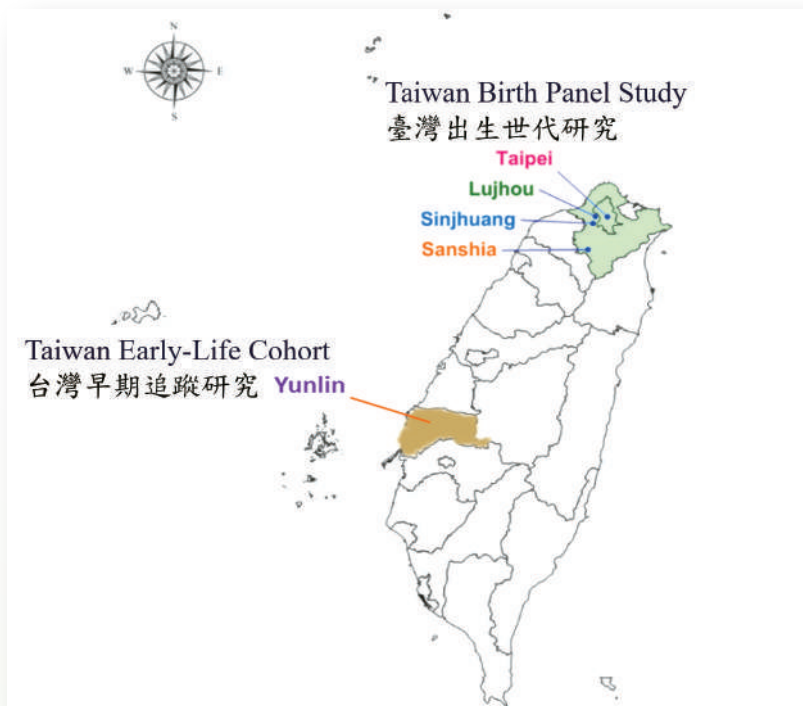 N
W
E
S
Taiwan Birth Panel Study
臺灣出生世代研究
Taipei
Lujhou
Sinjhuang
Sanshia
Taiwan Early-Life Cohort
台灣早期追蹤研究 Yunlin